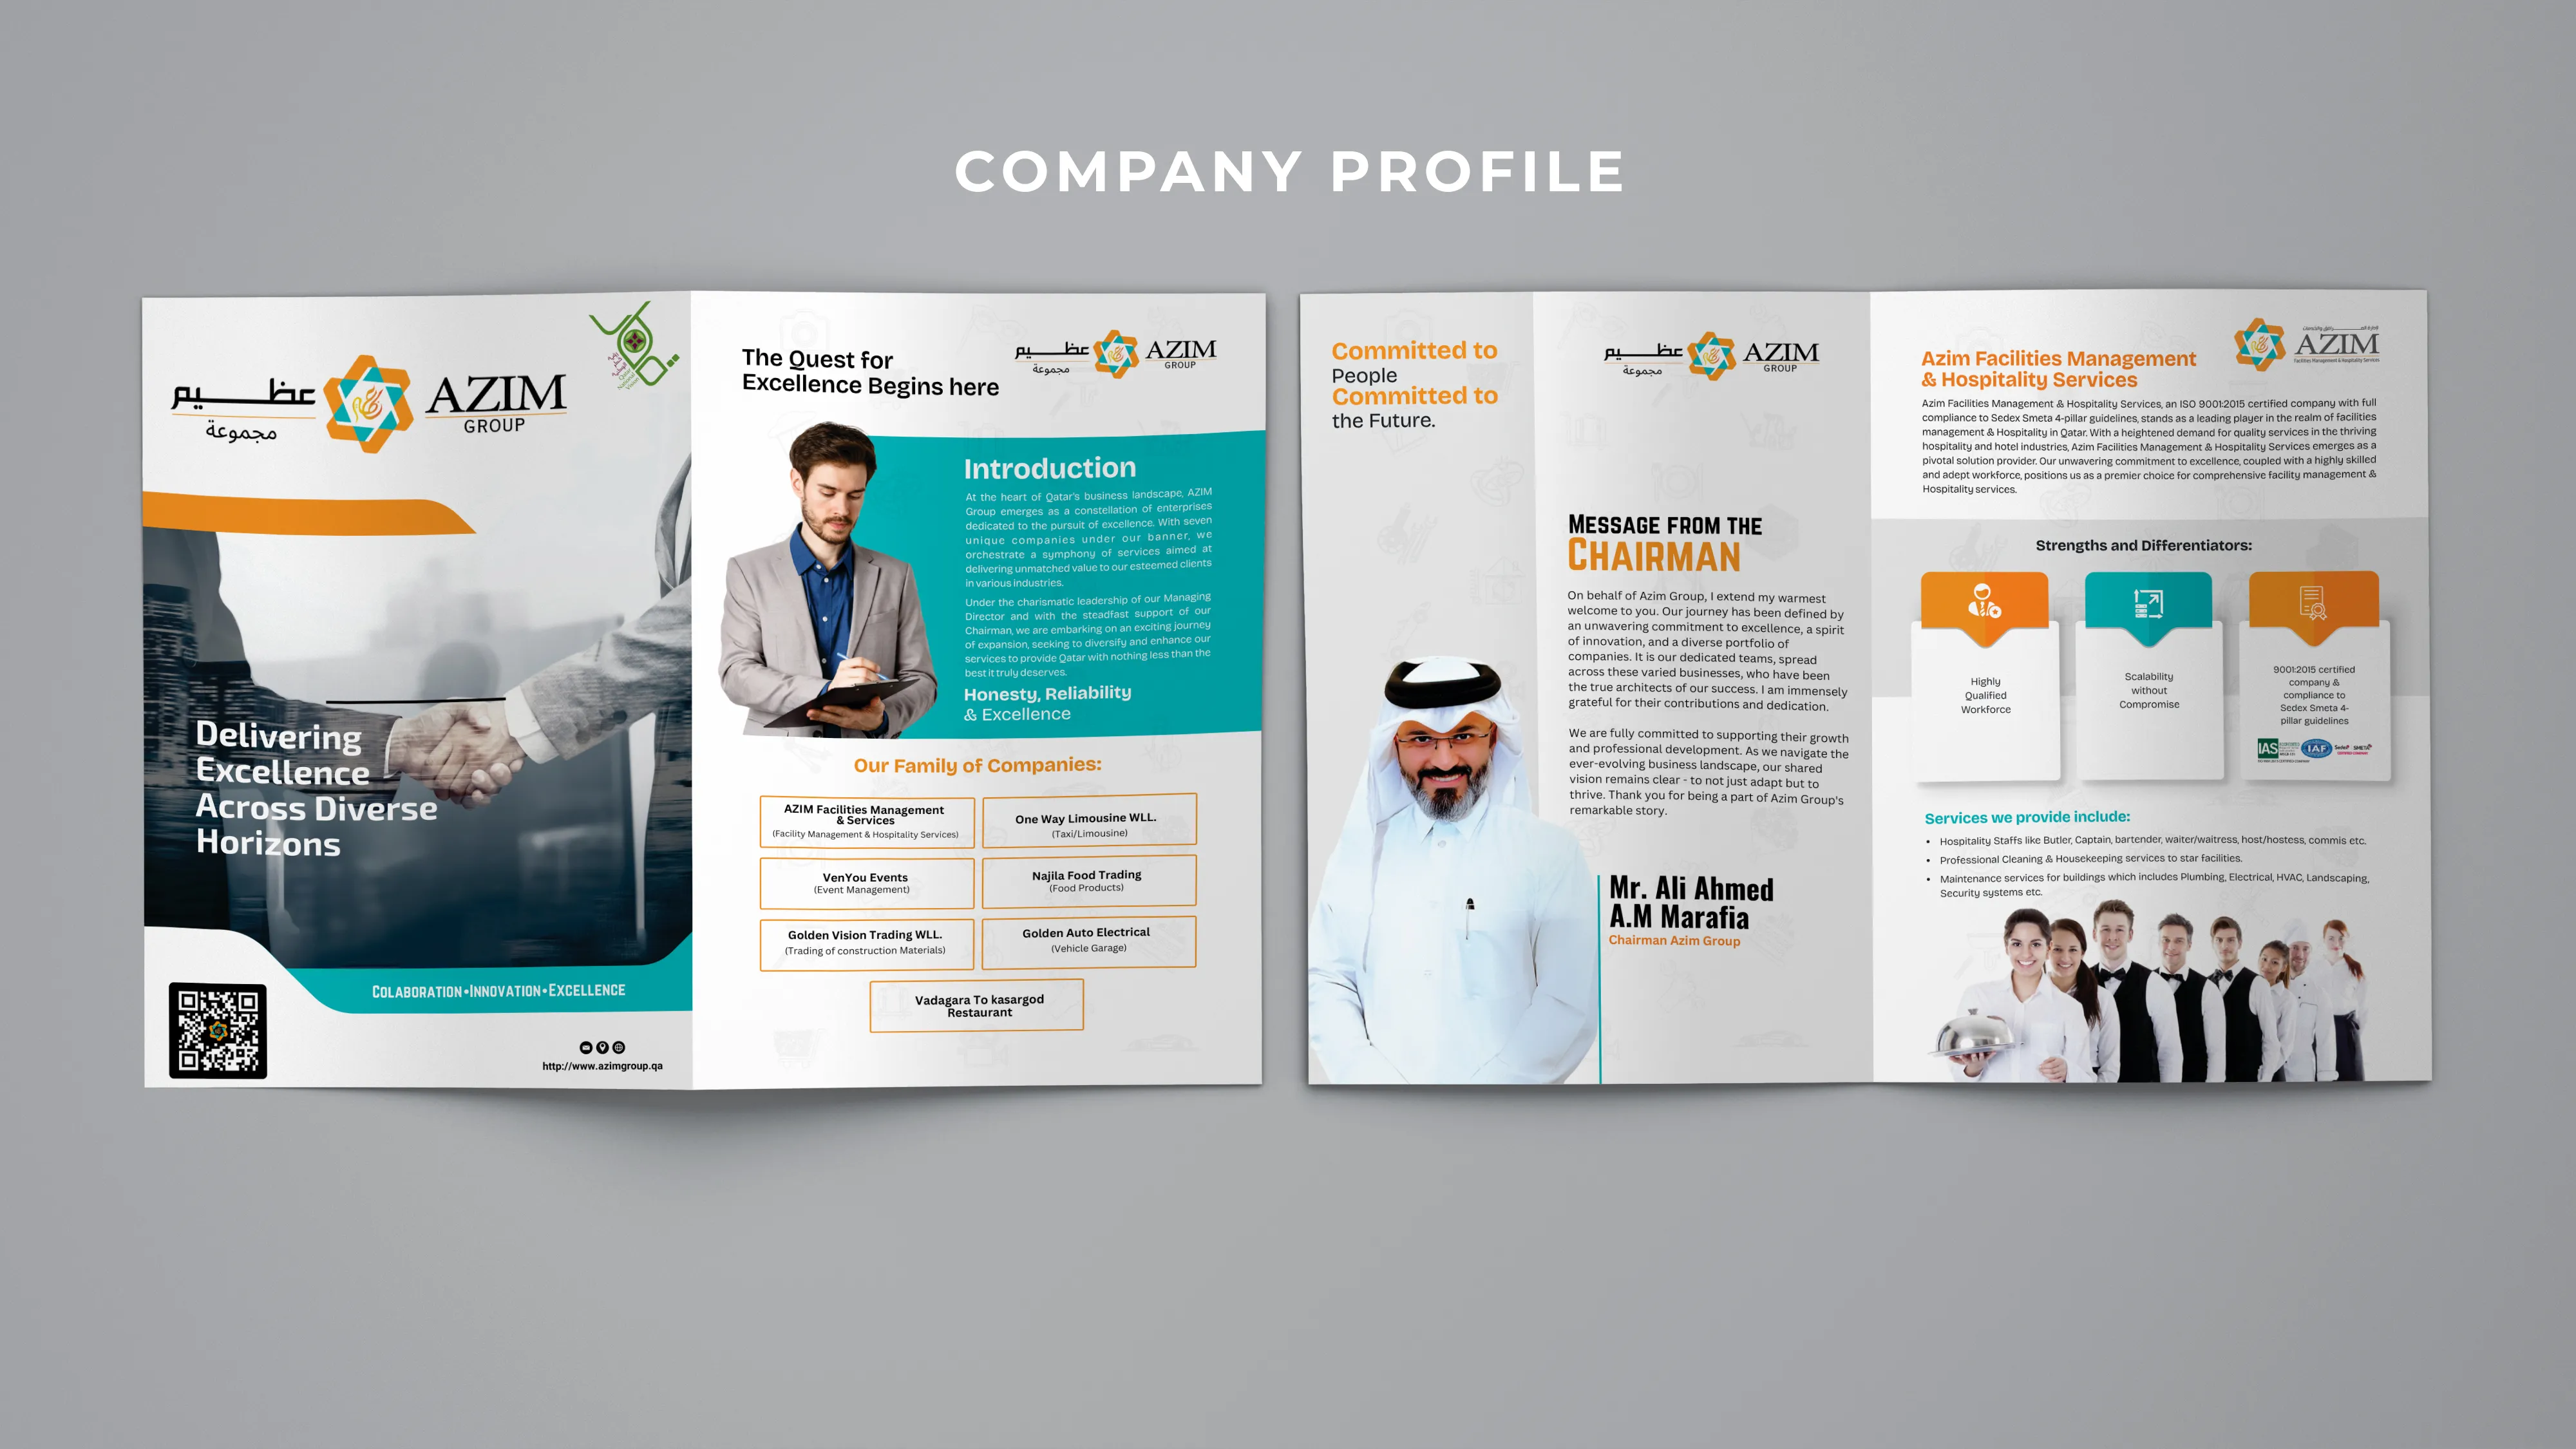 COMPANY PROFILE
عظيم
مجموعة
AZIM
GROUP
Delivering
Excellence
Across Diverse
Horizons
COLABORATION•INNOVATION•EXCELLENCE
http://www.azimgroup.qa
The Quest for
Excellence Begins here
عظيم
مجموعة
AZIM
GROUP
Introduction
At the heart of Qatar's business landscape, AZIM
Group emerges as a constellation of enterprises
dedicated to the pursuit of excellence. With seven
unique companies under our banner, we
orchestrate a symphony of services aimed at
delivering unmatched value to our esteemed clients
in various industries.
Under the charismatic leadership of our Managing
Director and with the steadfast support of our
Chairman, we are embarking on an exciting journey
of expansion, seeking to diversify and enhance our
services to provide Qatar with nothing less than the
best it truly deserves.
Honesty, Reliability
& Excellence
Our Family of Companies:
AZIM Facilities Management
& Services
(Facility Management & Hospitality Services)
One Way Limousine WLL.
(Taxi/Limousine)
VenYou Events
(Event Management)
Najila Food Trading
(Food Products)
Golden Vision Trading WLL.
(Trading of construction Materials)
Golden Auto Electrical
(Vehicle Garage)
Vadagara To kasargod
Restaurant
Committed to
People
Committed to
the Future.
عظيم
مجموعة
AZIM
GROUP
MESSAGE FROM THE
CHAIRMAN
On behalf of Azim Group, I extend my warmest
welcome to you. Our journey has been defined by
an unwavering commitment to excellence, a spirit
of innovation, and a diverse portfolio of
companies. It is our dedicated teams, spread
across these varied businesses, who have been
the true architects of our success. I am immensely
grateful for their contributions and dedication.
We are fully committed to supporting their growth
and professional development. As we navigate the
ever-evolving business landscape, our shared
vision remains clear - to not just adapt but to
thrive. Thank you for being a part of Azim Group's
remarkable story.
Mr. Ali Ahmed
A.M Marafia
Chairman Azim Group
Azim Facilities Management
& Hospitality Services
AZIM
Facilities Management & Hospitality Services
Azim Facilities Management & Hospitality Services, an ISO 9001:2015 certified company with full
compliance to Sedex Smeta 4-pillar guidelines, stands as a leading player in the realm of facilities
management & Hospitality in Qatar. With a heightened demand for quality services in the thriving
hospitality and hotel industries, Azim Facilities Management & Hospitality Services emerges as a
pivotal solution provider. Our unwavering commitment to excellence, coupled with a highly skilled
and adept workforce, positions us as a premier choice for comprehensive facility management &
Hospitality services.
Strengths and Differentiators:
Highly
Qualified
Workforce
Scalability
without
Compromise
9001:2015 certified
company &
compliance to
Sedex Smeta 4-
pillar guidelines
IAS
IAF
Sedex SMETA
Services we provide include:
• Hospitality Staffs like Butler, Captain, bartender, waiter/waitress, host/hostess, commis etc.
• Professional Cleaning & Housekeeping services to star facilities.
• Maintenance services for buildings which includes Plumbing, Electrical, HVAC, Landscaping,
Security systems etc.